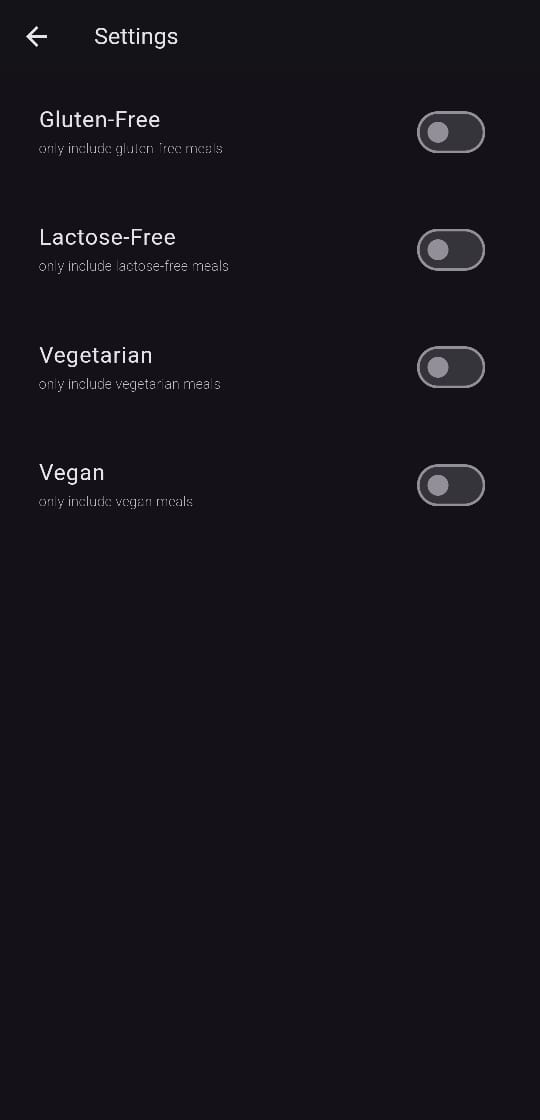 Settings
Gluten-Free
only include gluten-free meals
Lactose-Free
only include lactose-free meals
Vegetarian
only include vegetarian meals
Vegan
only include vegan meals